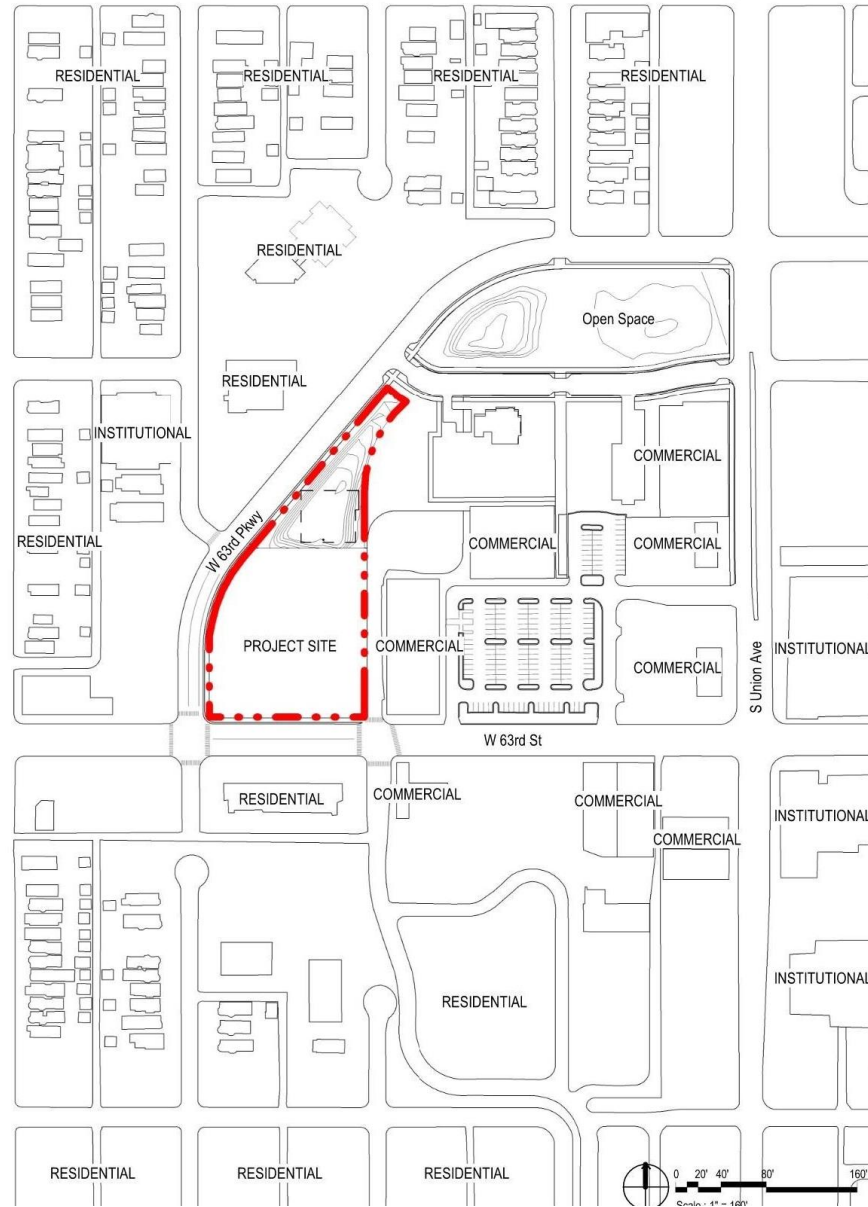 RESIDENTIAL
RESIDENTIAL
RESIDENTIAL
RESIDENTIAL
RESIDENTIAL
Open Space
RESIDENTIAL
INSTITUTIONAL
COMMERCIAL
RESIDENTIAL
W 63rd Pkwy
COMMERCIAL
COMMERCIAL
PROJECT SITE
COMMERCIAL
INSTITUTIONAL
COMMERCIAL
S Union Ave
W 63rd St
RESIDENTIAL
COMMERCIAL
COMMERCIAL
INSTITUTIONAL
COMMERCIAL
INSTITUTIONAL
RESIDENTIAL
RESIDENTIAL
RESIDENTIAL
RESIDENTIAL
0 20' 40' 80' 160'
Scale : 1" = 160'